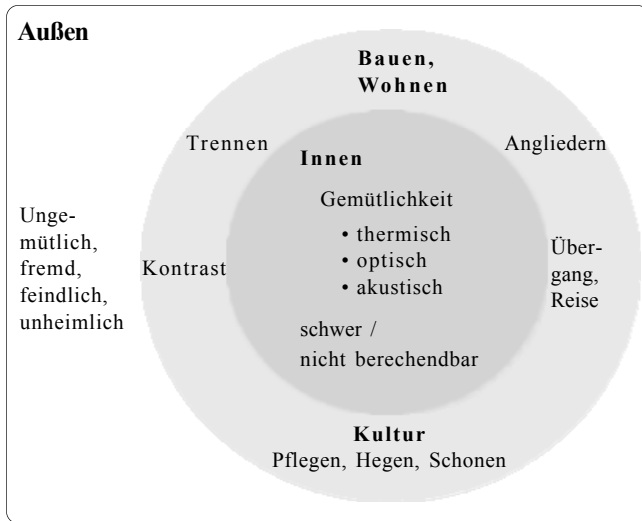 Außen
Bauen,
Wohnen
Trennen
Angliedern
Innen
Gemütlichkeit
• thermisch
• optisch
• akustisch
Unge-
mütlich,
fremd,
feindlich,
unheimlich
Kontrast
Über-
gang,
Reise
schwer /
nicht berechendbar
Kultur
Pflegen, Hegen, Schonen